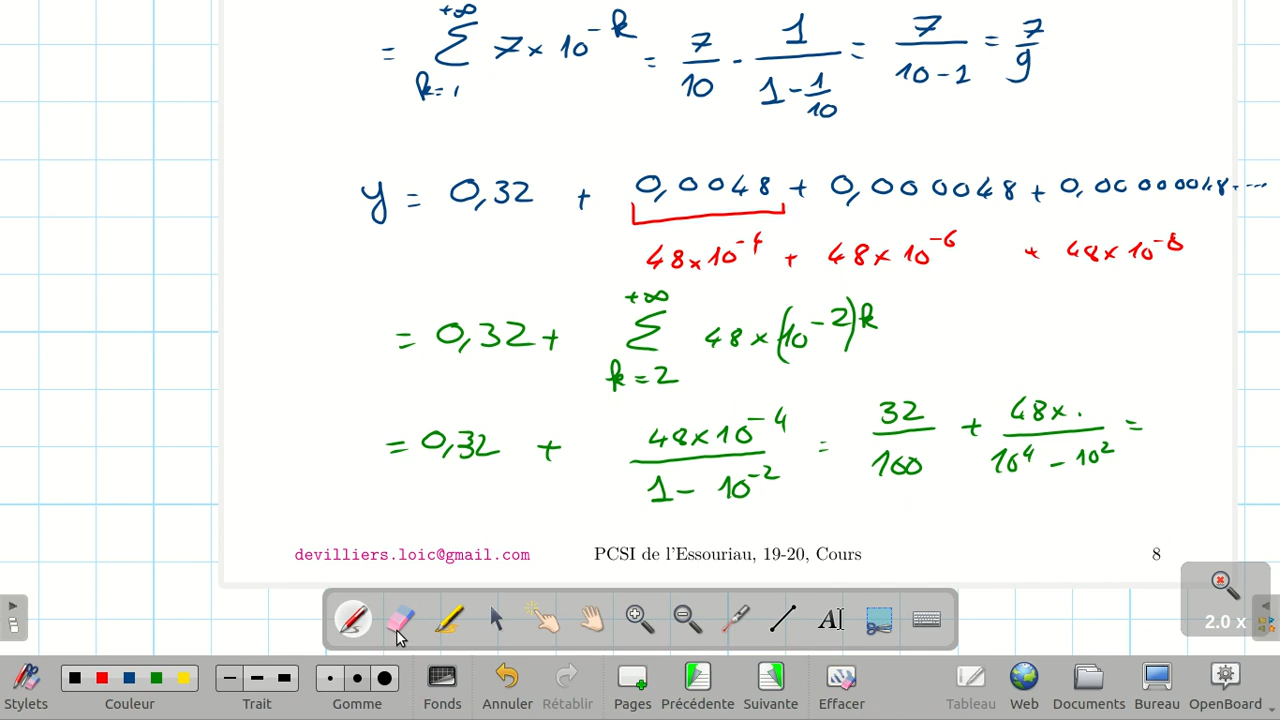 = +∞ ∑ k=1 7 × 10^-k = 7/10 · 1/(1 - 1/10) = 7/(10-1) = 7/9
y = 0,32 + 0,0048 + 0,000048 + 0,00000048....
48×10^-4 + 48×10^-6 + 48×10^-8
= 0,32 + +∞ ∑ k=2 48 × (10^-2)^k
= 0,32 + 48×10^-4/(1 - 10^-2) = 32/100 + 48×./(10^4 - 10^2) =
devilliers.loic@gmail.com PCSI de l'Essouriau, 19-20, Cours 8
2.0 x
Stylets Couleur Trait Gomme Fonds Annuler Rétablir Pages Précédente Suivante Effacer Tableau Web Documents Bureau OpenBoard